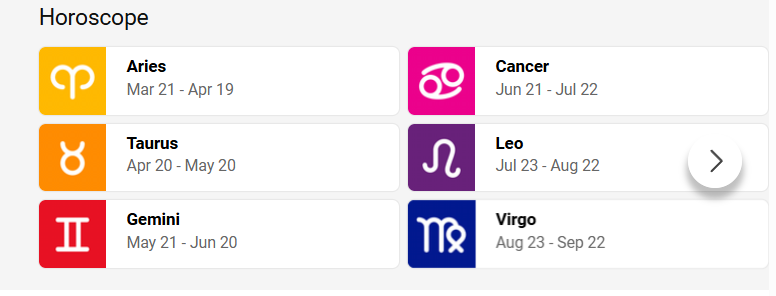 Horoscope
Aries
Mar 21 - Apr 19
Taurus
Apr 20 - May 20
Gemini
May 21 - Jun 20
Cancer
Jun 21 - Jul 22
Leo
Jul 23 - Aug 22
Virgo
Aug 23 - Sep 22